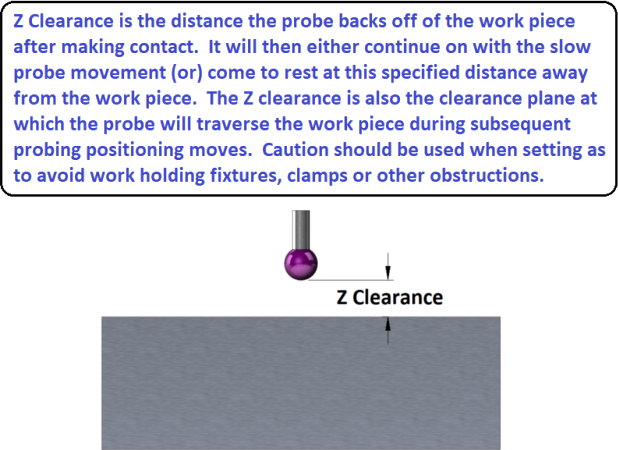 Z Clearance is the distance the probe backs off of the work piece
after making contact.  It will then either continue on with the slow
probe movement (or) come to rest at this specified distance away
from the work piece.  The Z clearance is also the clearance plane at
which the probe will traverse the work piece during subsequent
probing positioning moves.  Caution should be used when setting as
to avoid work holding fixtures, clamps or other obstructions.
Z Clearance